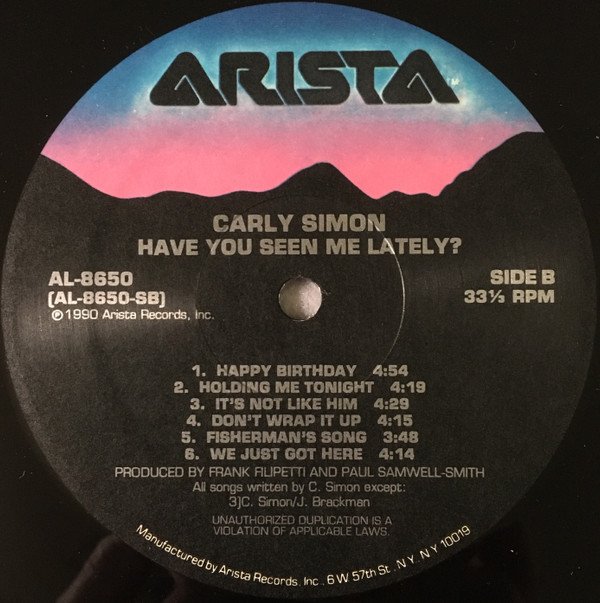 ARISTA
TM
CARLY SIMON
HAVE YOU SEEN ME LATELY?
AL-8650
(AL-8650-SB)
℗1990 Arista Records, Inc.
SIDE B
33⅓ RPM
1. HAPPY BIRTHDAY 4:54
2. HOLDING ME TONIGHT 4:19
3. IT'S NOT LIKE HIM 4:29
4. DON'T WRAP IT UP 4:15
5. FISHERMAN'S SONG 3:48
6. WE JUST GOT HERE 4:14
PRODUCED BY FRANK FILIPETTI AND PAUL SAMWELL-SMITH
All songs written by C. Simon except:
3)C. Simon/J. Brackman
UNAUTHORIZED DUPLICATION IS A
VIOLATION OF APPLICABLE LAWS.
Manufactured by Arista Records, Inc., 6 W 57th St., N.Y., N.Y 10019